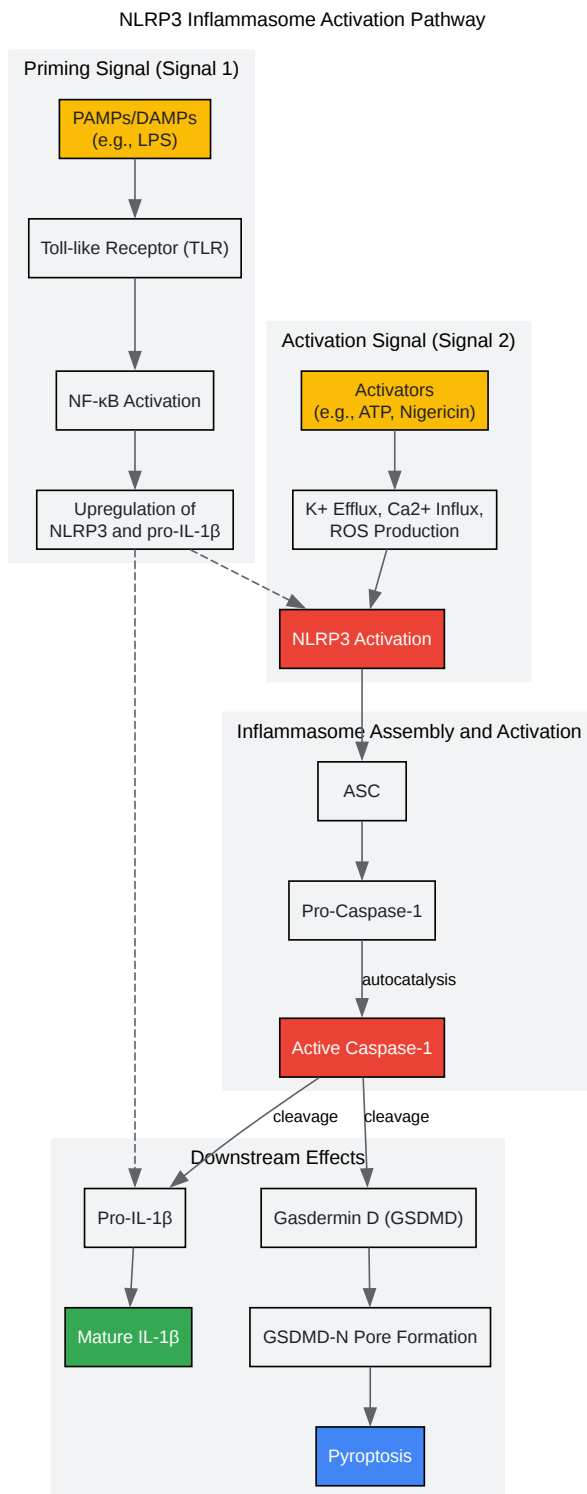 NLRP3 Inflammasome Activation Pathway
Priming Signal (Signal 1)
PAMPs/DAMPs
(e.g., LPS)
Toll-like Receptor (TLR)
NF-κB Activation
Upregulation of
NLRP3 and pro-IL-1β
Activation Signal (Signal 2)
Activators
(e.g., ATP, Nigericin)
K+ Efflux, Ca2+ Influx,
ROS Production
NLRP3 Activation
Inflammasome Assembly and Activation
ASC
Pro-Caspase-1
autocatalysis
Active Caspase-1
cleavage
cleavage
Downstream Effects
Pro-IL-1β
Gasdermin D (GSDMD)
Mature IL-1β
GSDMD-N Pore Formation
Pyroptosis